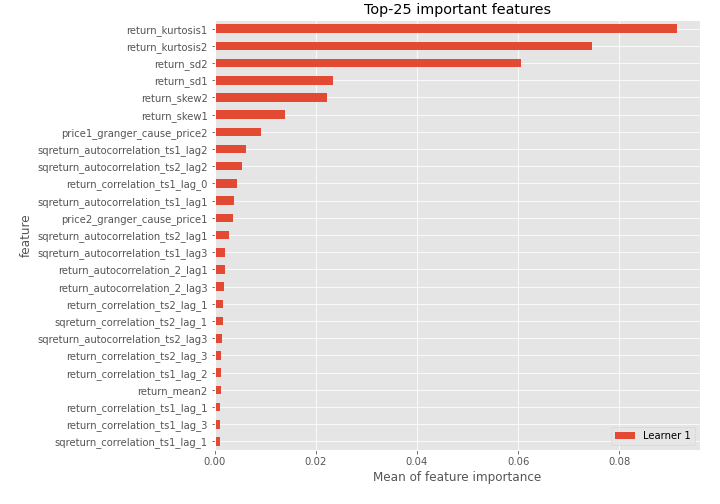 Top-25 important features
return_kurtosis1
return_kurtosis2
return_sd2
return_sd1
return_skew2
return_skew1
price1_granger_cause_price2
sqreturn_autocorrelation_ts1_lag2
sqreturn_autocorrelation_ts2_lag2
return_correlation_ts1_lag_0
sqreturn_autocorrelation_ts1_lag1
price2_granger_cause_price1
sqreturn_autocorrelation_ts2_lag1
sqreturn_autocorrelation_ts1_lag3
return_autocorrelation_2_lag1
return_autocorrelation_2_lag3
return_correlation_ts2_lag_1
sqreturn_correlation_ts2_lag_1
sqreturn_autocorrelation_ts2_lag3
return_correlation_ts2_lag_3
return_correlation_ts1_lag_2
return_mean2
return_correlation_ts1_lag_1
return_correlation_ts1_lag_3
sqreturn_correlation_ts1_lag_1
feature
Learner 1
0.00 0.02 0.04 0.06 0.08
Mean of feature importance